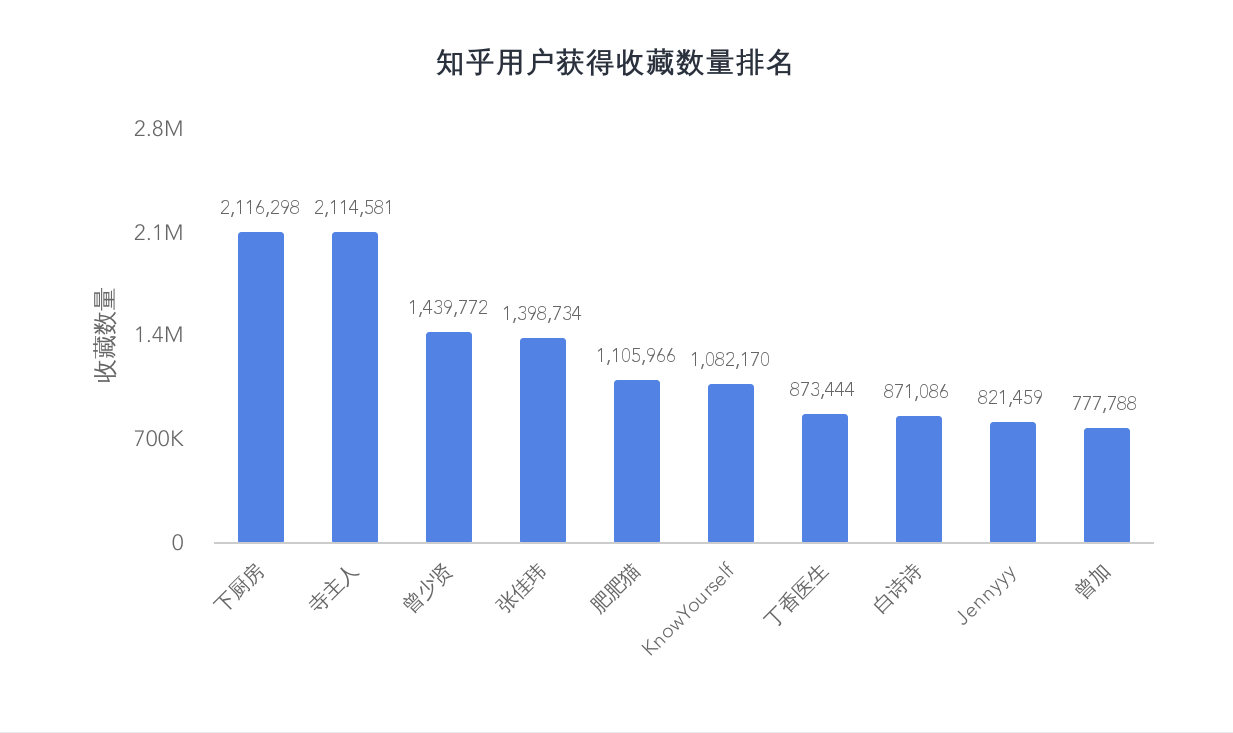 知乎用户获得收藏数量排名
收藏数量
2.8M
2.1M
1.4M
700K
0
2,116,298
2,114,581
1,439,772
1,398,734
1,105,966
1,082,170
873,444
871,086
821,459
777,788
下厨房
寺主人
曾少贤
张佳玮
肥肥猫
KnowYourself
丁香医生
白诗诗
Jennyyy
曾加